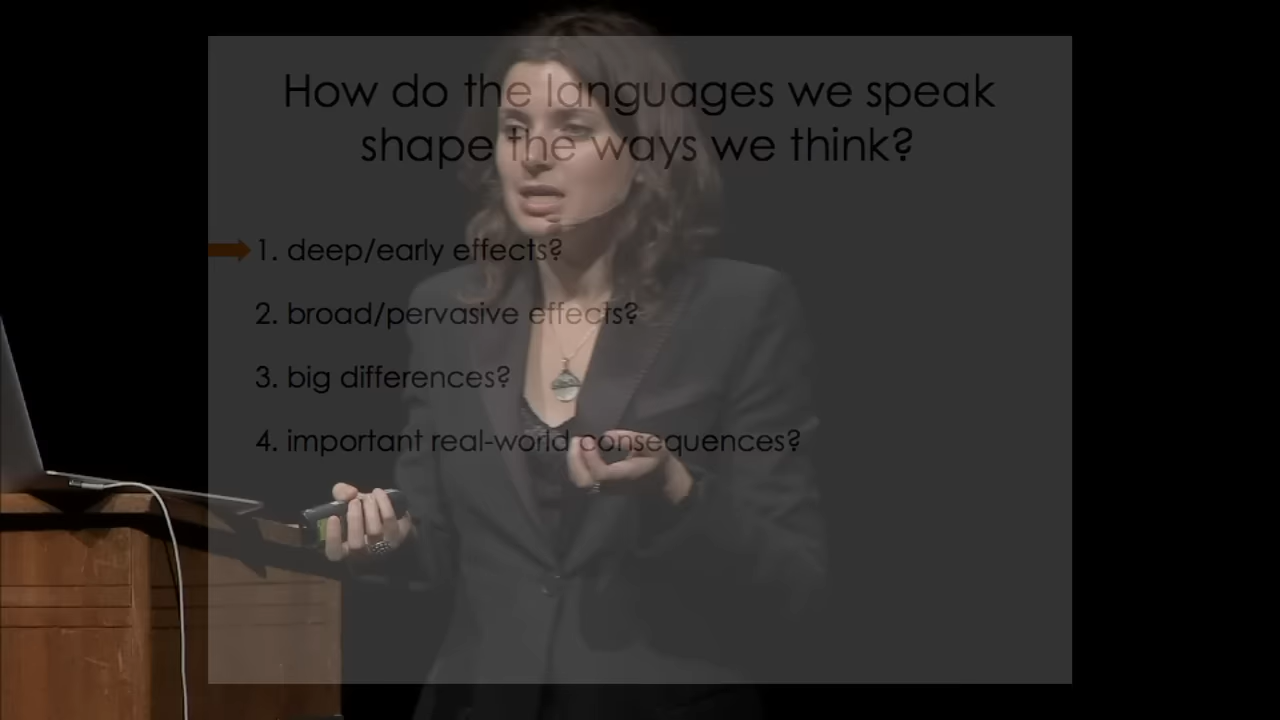 How do the languages we speak
shape the ways we think?
1. deep/early effects?
2. broad/pervasive effects?
3. big differences?
4. important real-world consequences?